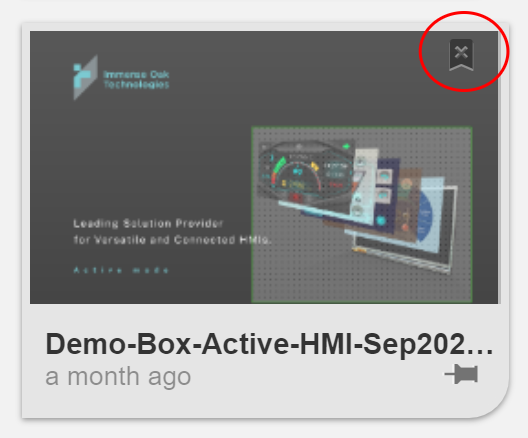 Immense Oak
Technologies
Leading Solution Provider
for Versatile and Connected HMIs.
Active mode
Demo-Box-Active-HMI-Sep202...
a month ago